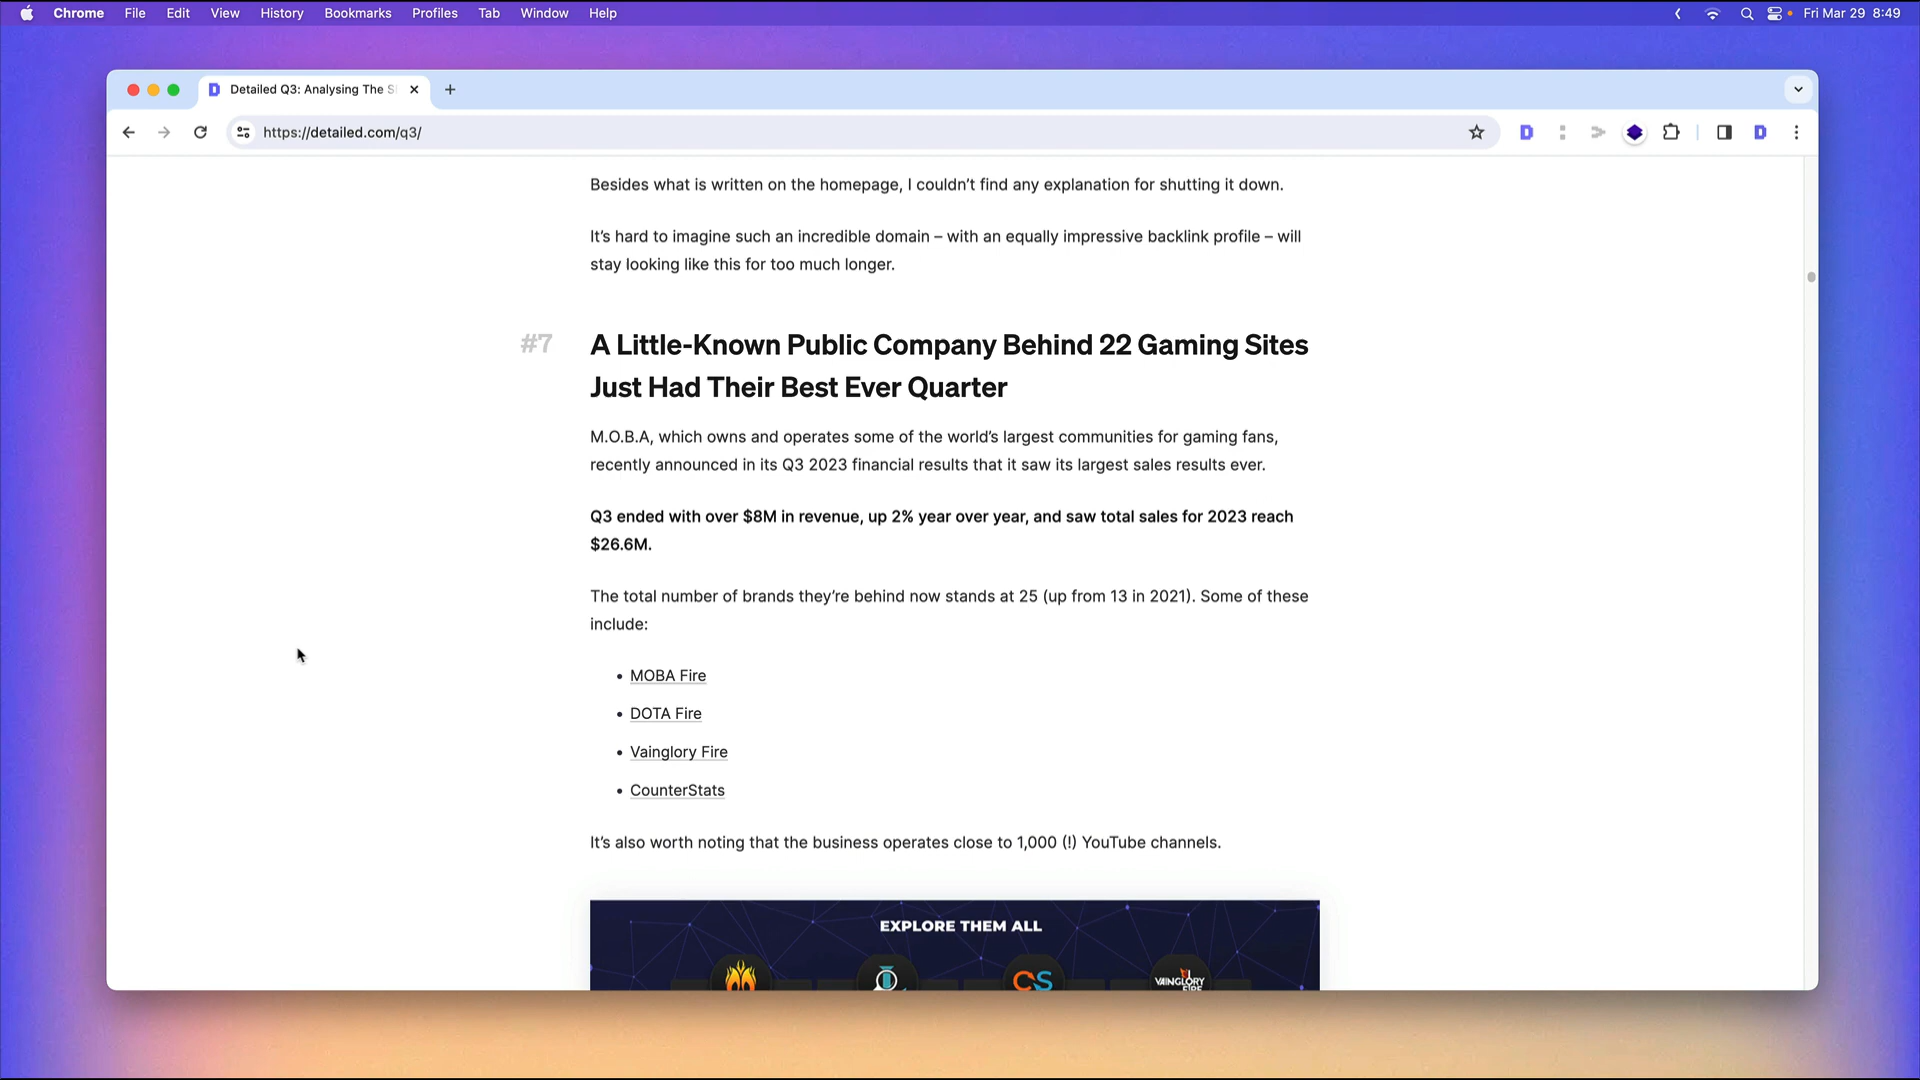 Chrome File Edit View History Bookmarks Profiles Tab Window Help Fri Mar 29 8:49
Detailed Q3: Analysing The S
https://detailed.com/q3/
Besides what is written on the homepage, I couldn’t find any explanation for shutting it down.
It’s hard to imagine such an incredible domain – with an equally impressive backlink profile – will
stay looking like this for too much longer.
#7
A Little-Known Public Company Behind 22 Gaming Sites
Just Had Their Best Ever Quarter
M.O.B.A, which owns and operates some of the world’s largest communities for gaming fans,
recently announced in its Q3 2023 financial results that it saw its largest sales results ever.
Q3 ended with over $8M in revenue, up 2% year over year, and saw total sales for 2023 reach
$26.6M.
The total number of brands they’re behind now stands at 25 (up from 13 in 2021). Some of these
include:
• MOBA Fire
• DOTA Fire
• Vainglory Fire
• CounterStats
It’s also worth noting that the business operates close to 1,000 (!) YouTube channels.
EXPLORE THEM ALL
CS
VAINGLORY
FIRE